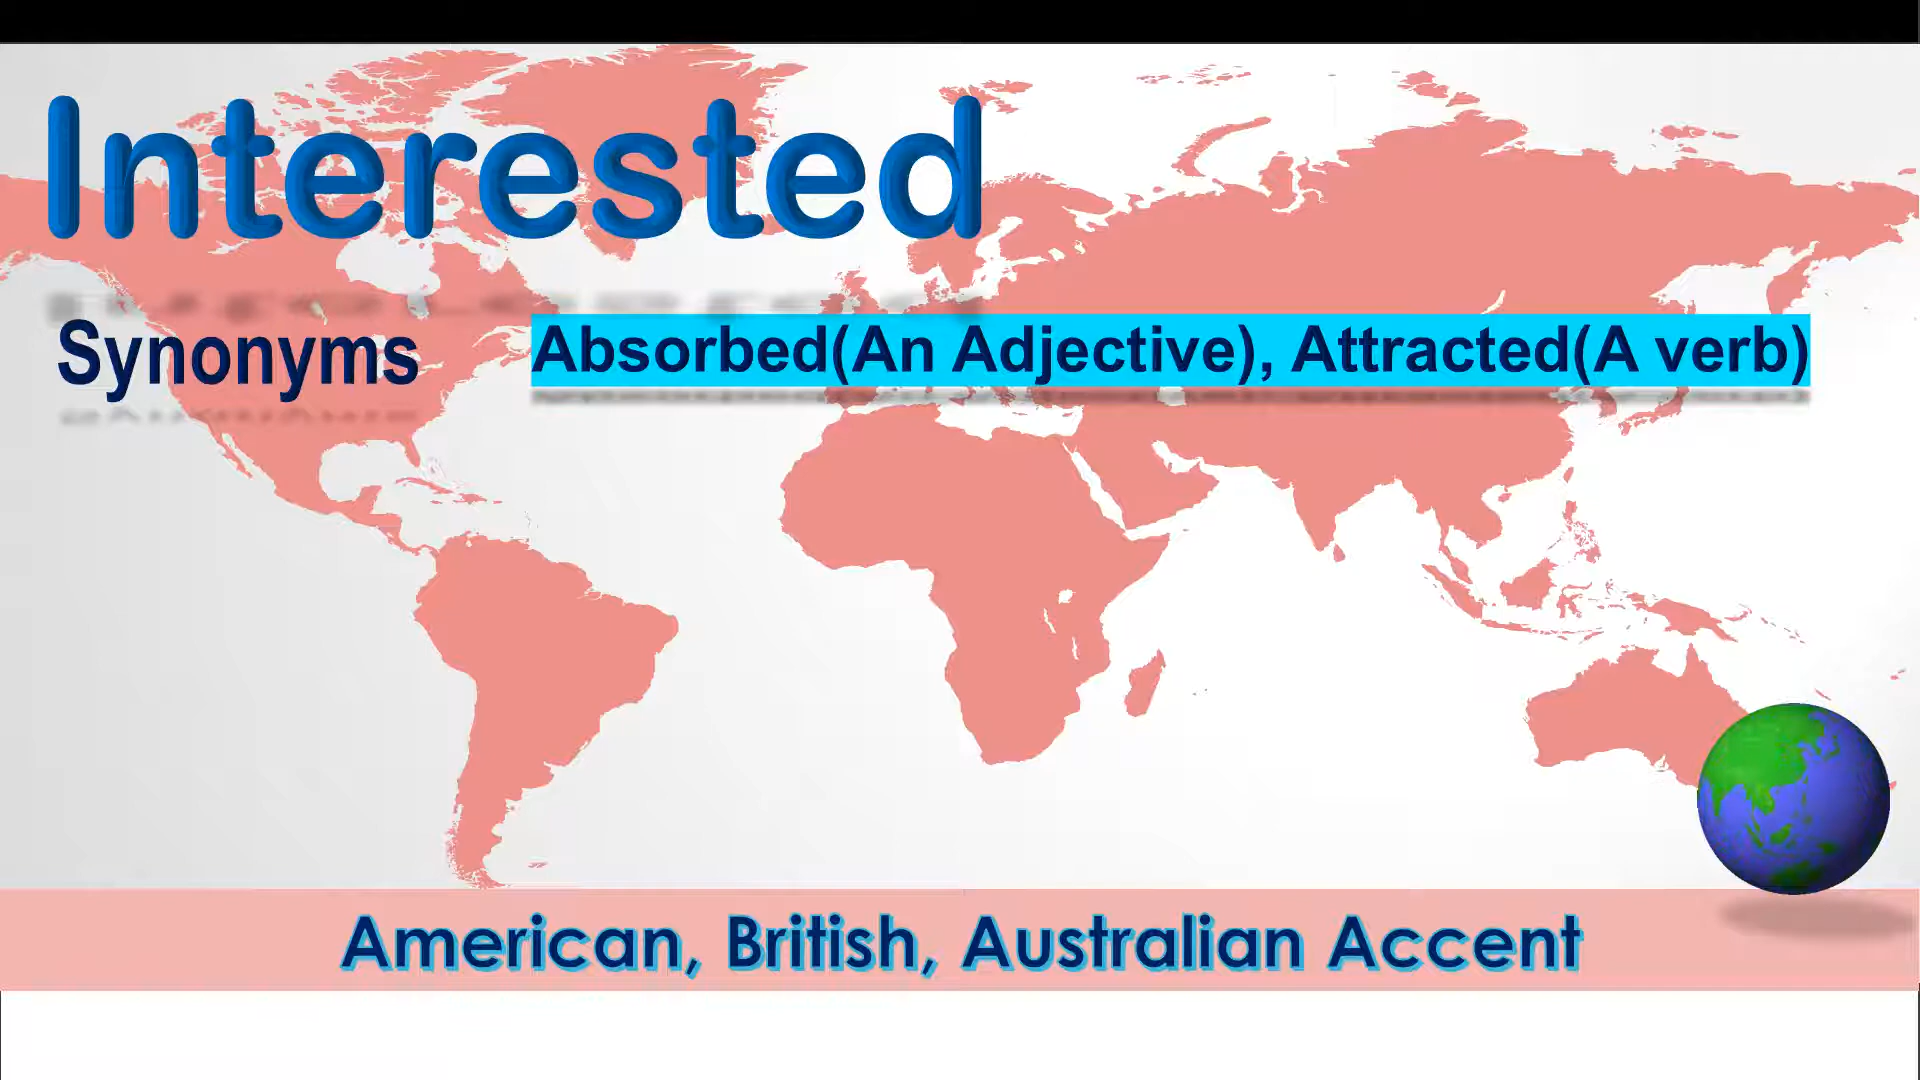 Interested
Synonyms Absorbed(An Adjective), Attracted(A verb)
American, British, Australian Accent